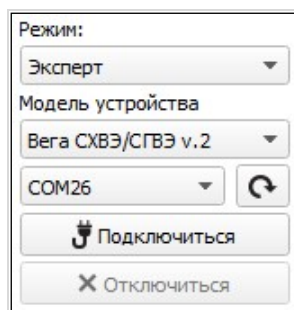 Режим:
Эксперт
Модель устройства
Вега СХВЭ/СГВЭ v.2
COM26
Подключиться
Отключиться